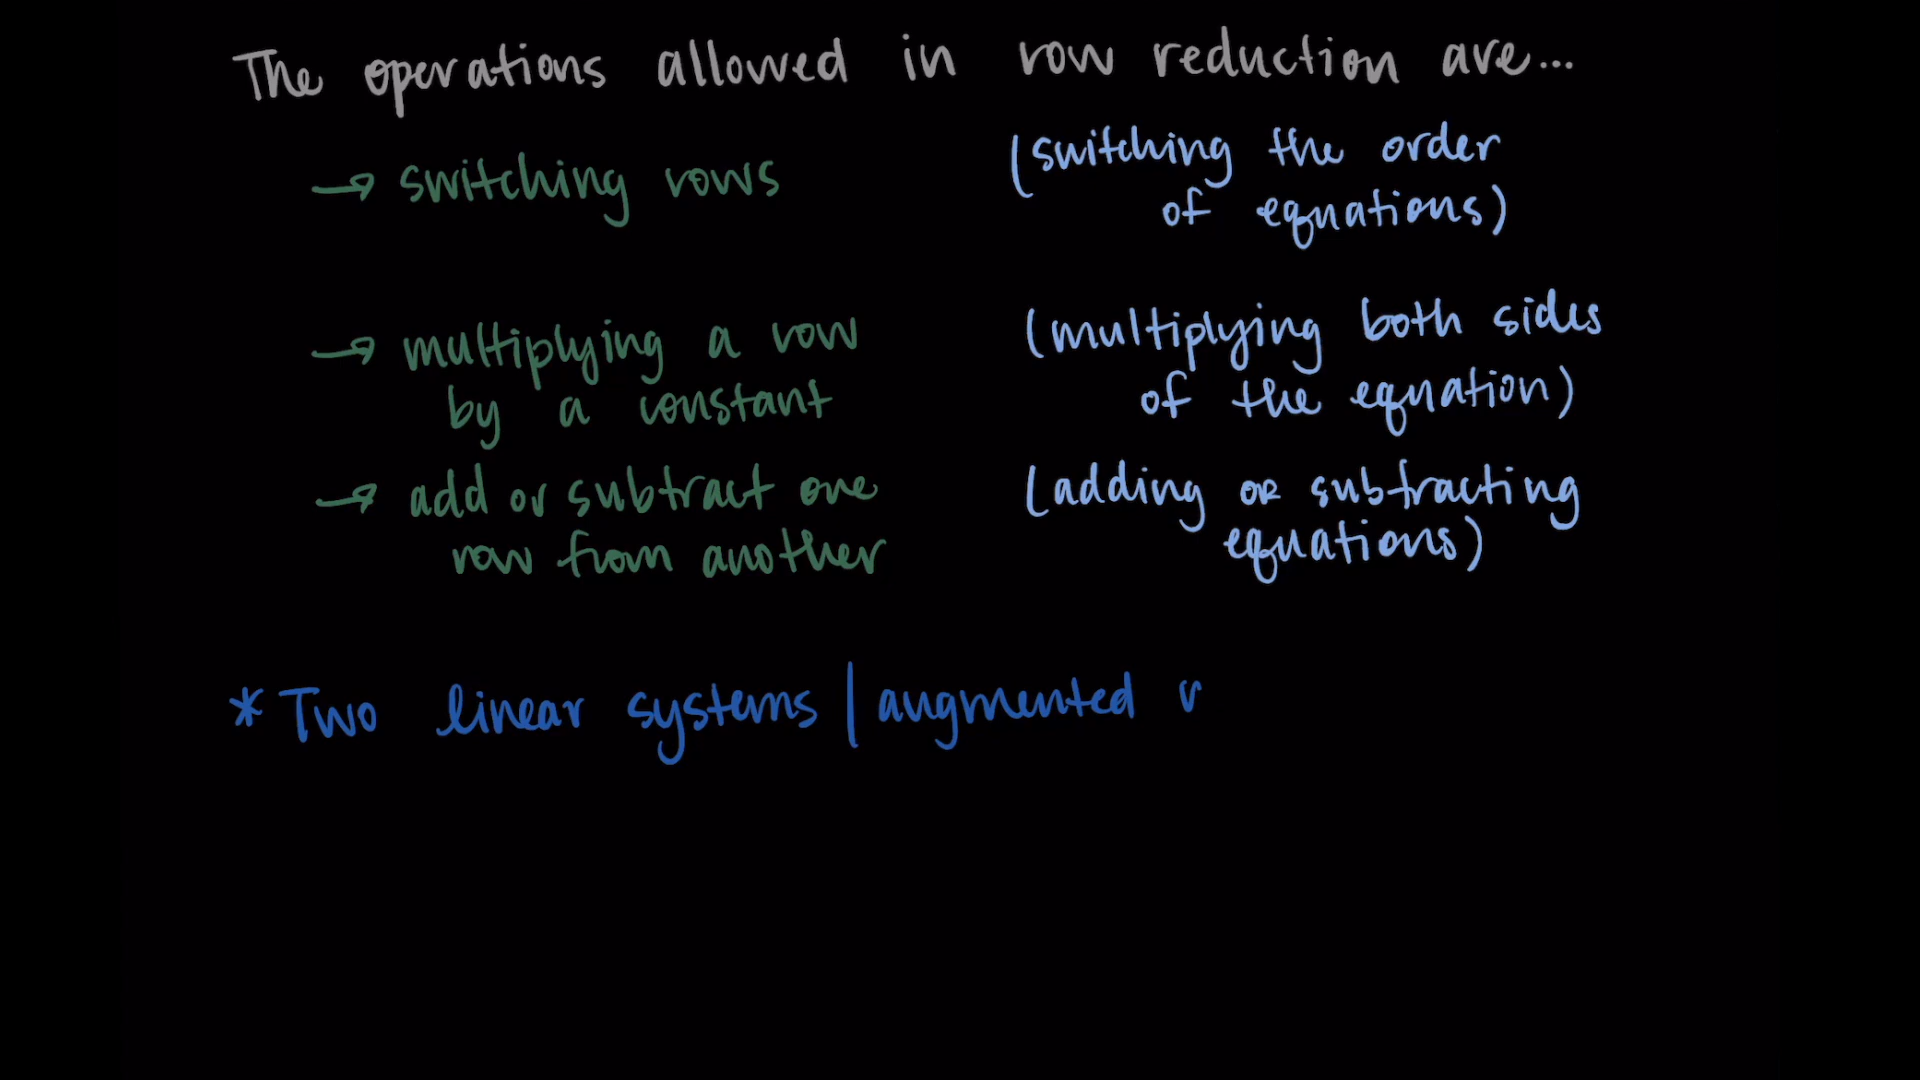 The operations allowed in row reduction are...
→ switching rows
(switching the order
of equations)
→ multiplying a row
by a constant
(multiplying both sides
of the equation)
→ add or subtract one
row from another
(adding or subtracting
equations)
* Two linear systems | augmented